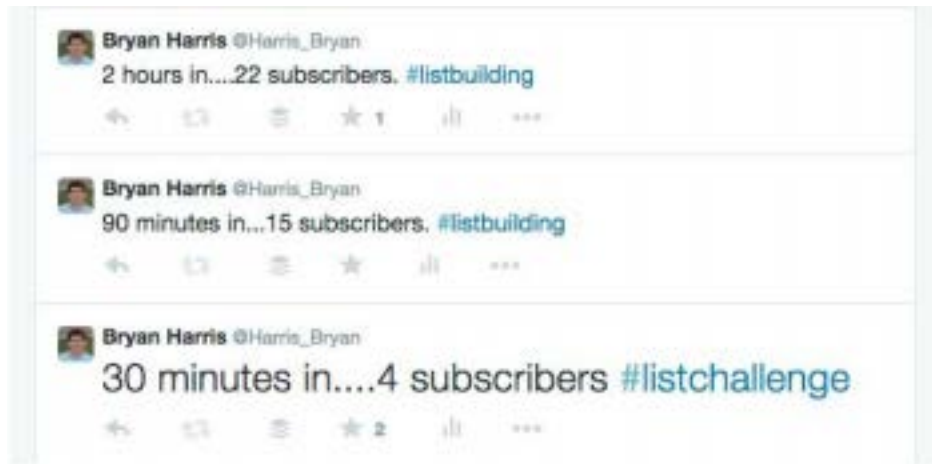 Bryan Harris @Harris_Bryan
2 hours in....22 subscribers. #listbuilding
1
Bryan Harris @Harris_Bryan
90 minutes in...15 subscribers. #listbuilding
Bryan Harris @Harris_Bryan
30 minutes in....4 subscribers #listchallenge
2